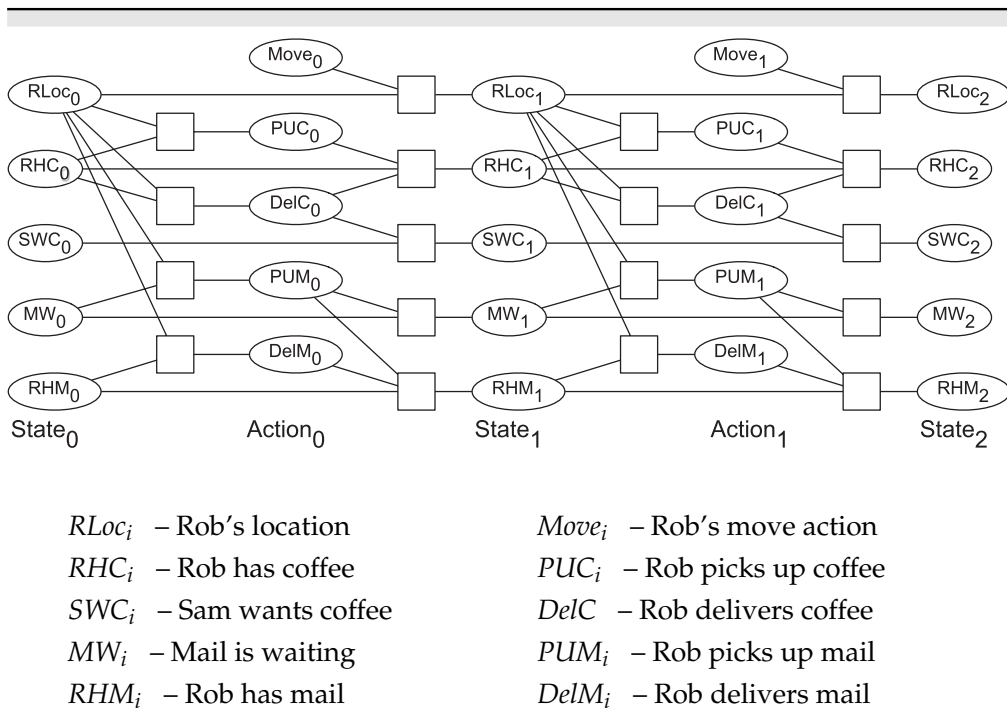 Move₀ Move₁
RLoc₀ RLoc₁ RLoc₂
PUC₀ PUC₁
RHC₀ RHC₁ RHC₂
DelC₀ DelC₁
SWC₀ SWC₁ SWC₂
PUM₀ PUM₁
MW₀ MW₁ MW₂
DelM₀ DelM₁
RHM₀ RHM₁ RHM₂
State₀ Action₀ State₁ Action₁ State₂
RLocᵢ – Rob's location Moveᵢ – Rob's move action
RHCᵢ – Rob has coffee PUCᵢ – Rob picks up coffee
SWCᵢ – Sam wants coffee DelC – Rob delivers coffee
MWᵢ – Mail is waiting PUMᵢ – Rob picks up mail
RHMᵢ – Rob has mail DelMᵢ – Rob delivers mail